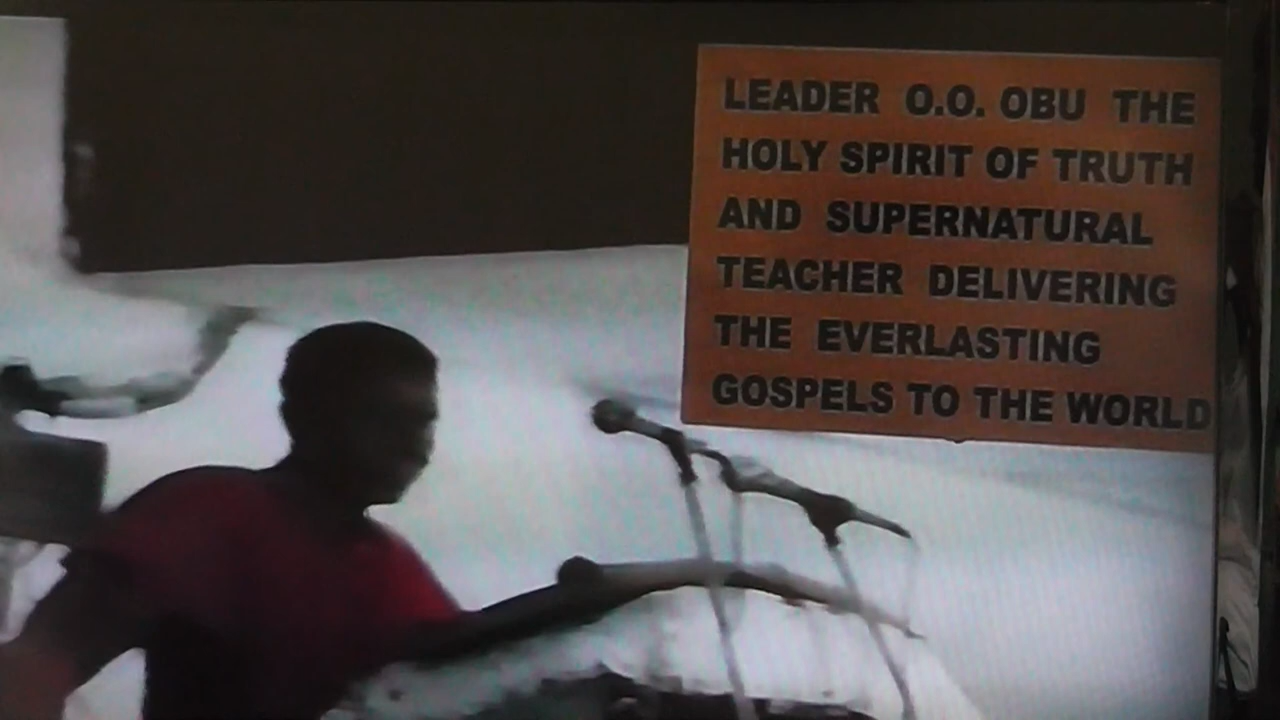 LEADER O.O. OBU THE
HOLY SPIRIT OF TRUTH
AND SUPERNATURAL
TEACHER DELIVERING
THE EVERLASTING
GOSPELS TO THE WORLD